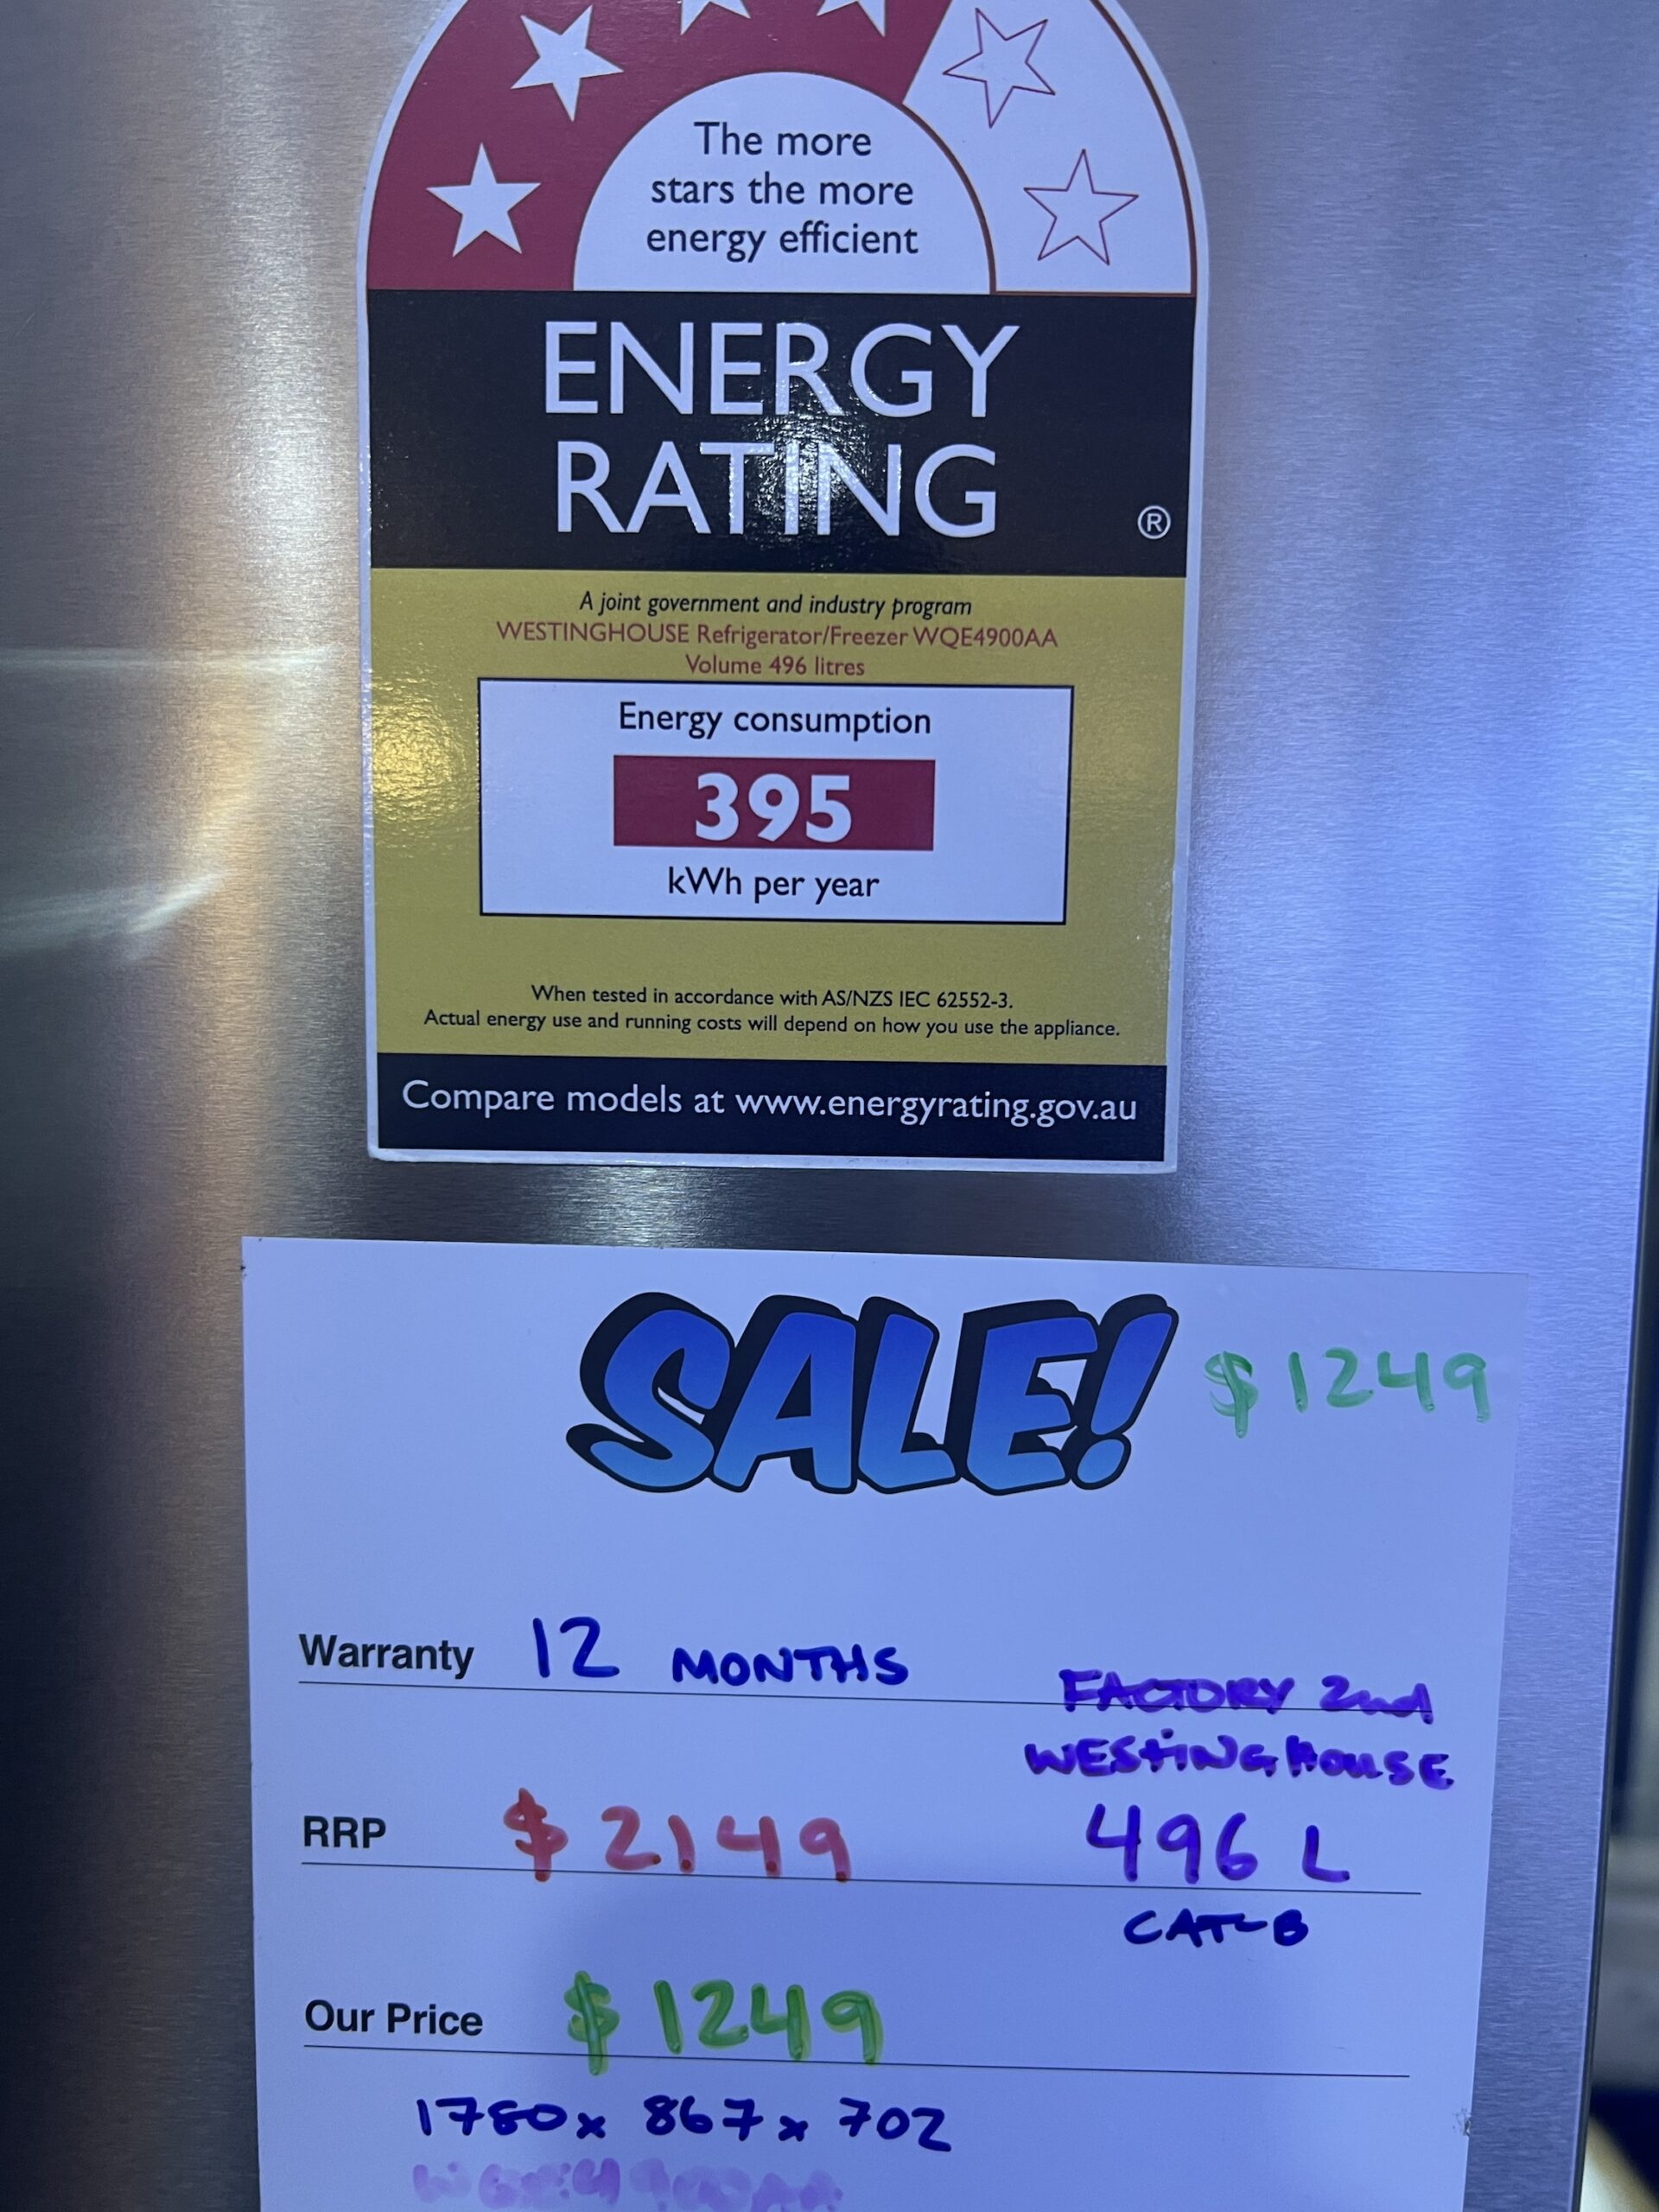 The more
stars the more
energy efficient
ENERGY
RATING
®
A joint government and industry program
WESTINGHOUSE Refrigerator/Freezer WQE4900AA
Volume 496 litres
Energy consumption
395
kWh per year
When tested in accordance with AS/NZS IEC 62552-3.
Actual energy use and running costs will depend on how you use the appliance.
Compare models at www.energyrating.gov.au
SALE! $1249
Warranty 12 MONTHS
FACTORY 2nd
WESTINGHOUSE
RRP $2149 496 L
CAT-B
Our Price $1249
1780x 867x 702